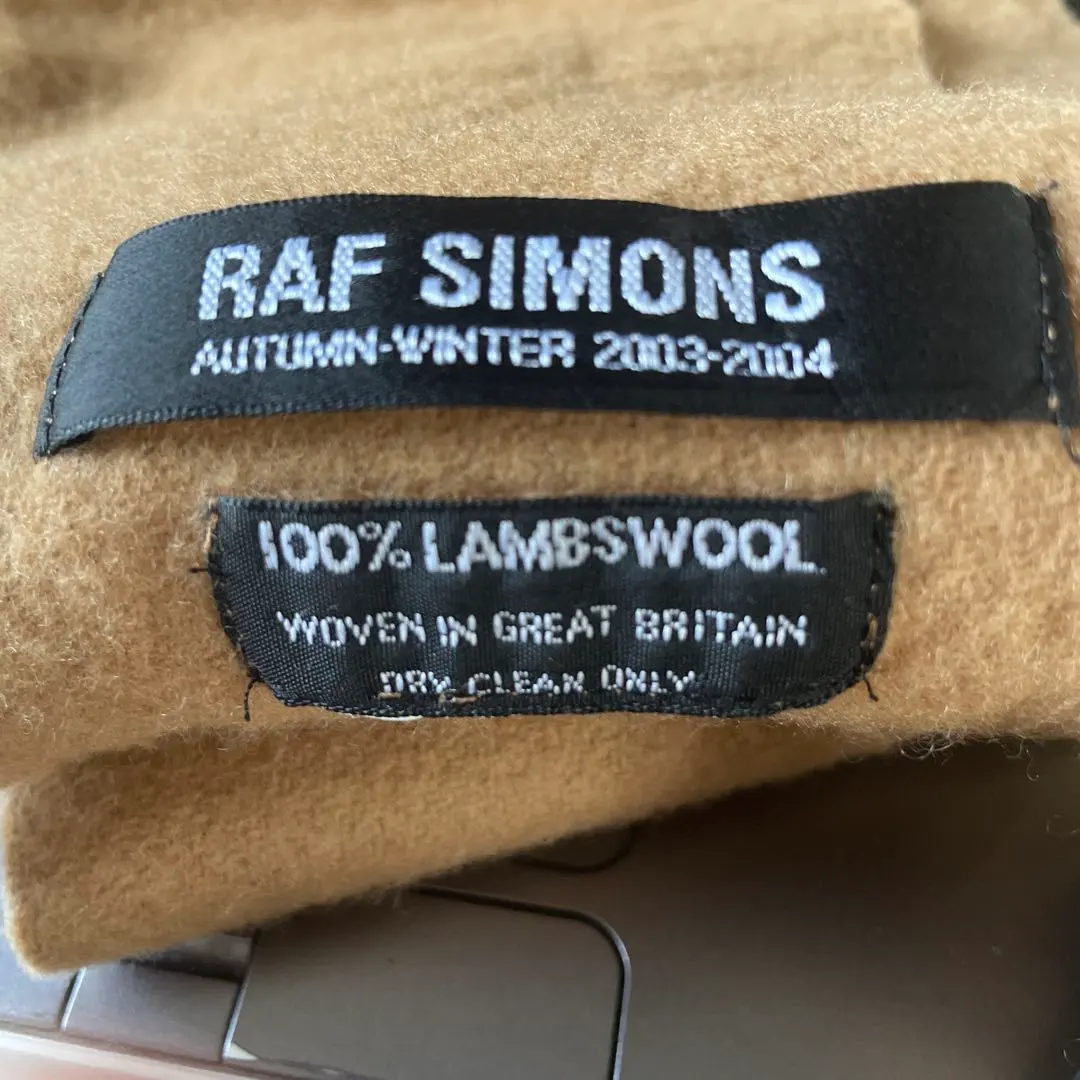 RAF SIMONS
AUTUMN-WINTER 2003-2004
100% LAMBSWOOL
WOVEN IN GREAT BRITAIN
DRY CLEAN ONLY